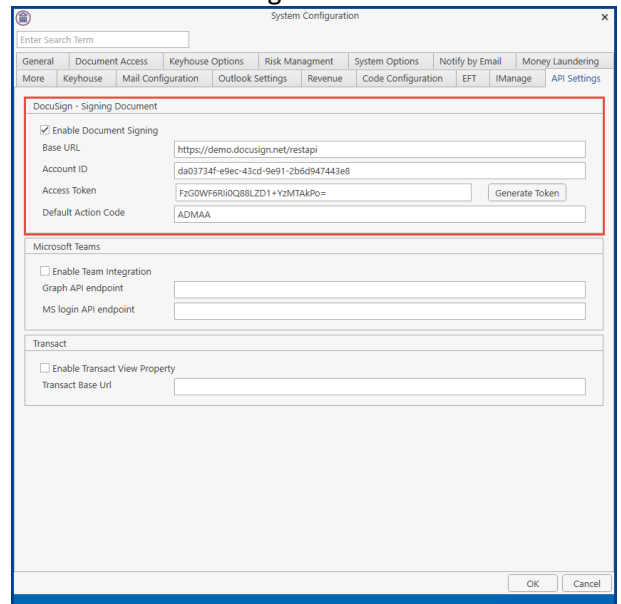 System Configuration
Enter Search Term
General Document Access Keyhouse Options Risk Managment System Options Notify by Email Money Laundering
More Keyhouse Mail Configuration Outlook Settings Revenue Code Configuration EFT IManage API Settings
DocuSign - Signing Document
Enable Document Signing
Base URL https://demo.docusign.net/restapi
Account ID da03734f-e9ec-43cd-9e91-2b6d947443e8
Access Token FzG0WF6RIi0Q88LZD1+YzMTAkPo= Generate Token
Default Action Code ADMAA
Microsoft Teams
Enable Team Integration
Graph API endpoint
MS login API endpoint
Transact
Enable Transact View Property
Transact Base Url
OK Cancel